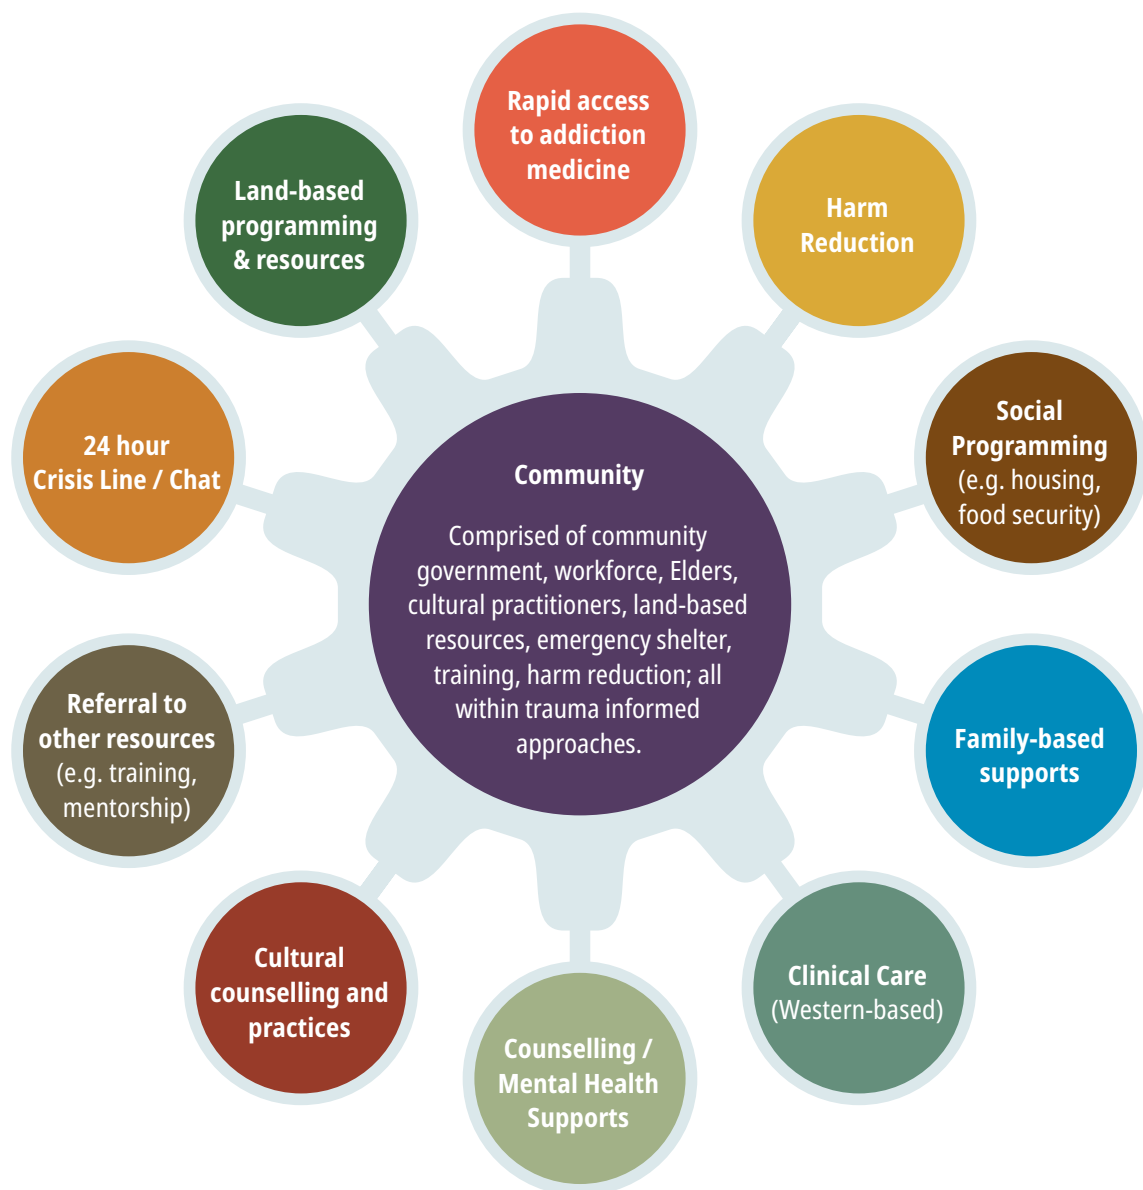 Rapid access
to addiction
medicine
Harm
Reduction
Social
Programming
(e.g. housing,
food security)
Family-based
supports
Clinical Care
(Western-based)
Counselling /
Mental Health
Supports
Cultural
counselling and
practices
Referral to
other resources
(e.g. training,
mentorship)
24 hour
Crisis Line / Chat
Land-based
programming
& resources
Community
Comprised of community
government, workforce, Elders,
cultural practitioners, land-based
resources, emergency shelter,
training, harm reduction; all
within trauma informed
approaches.